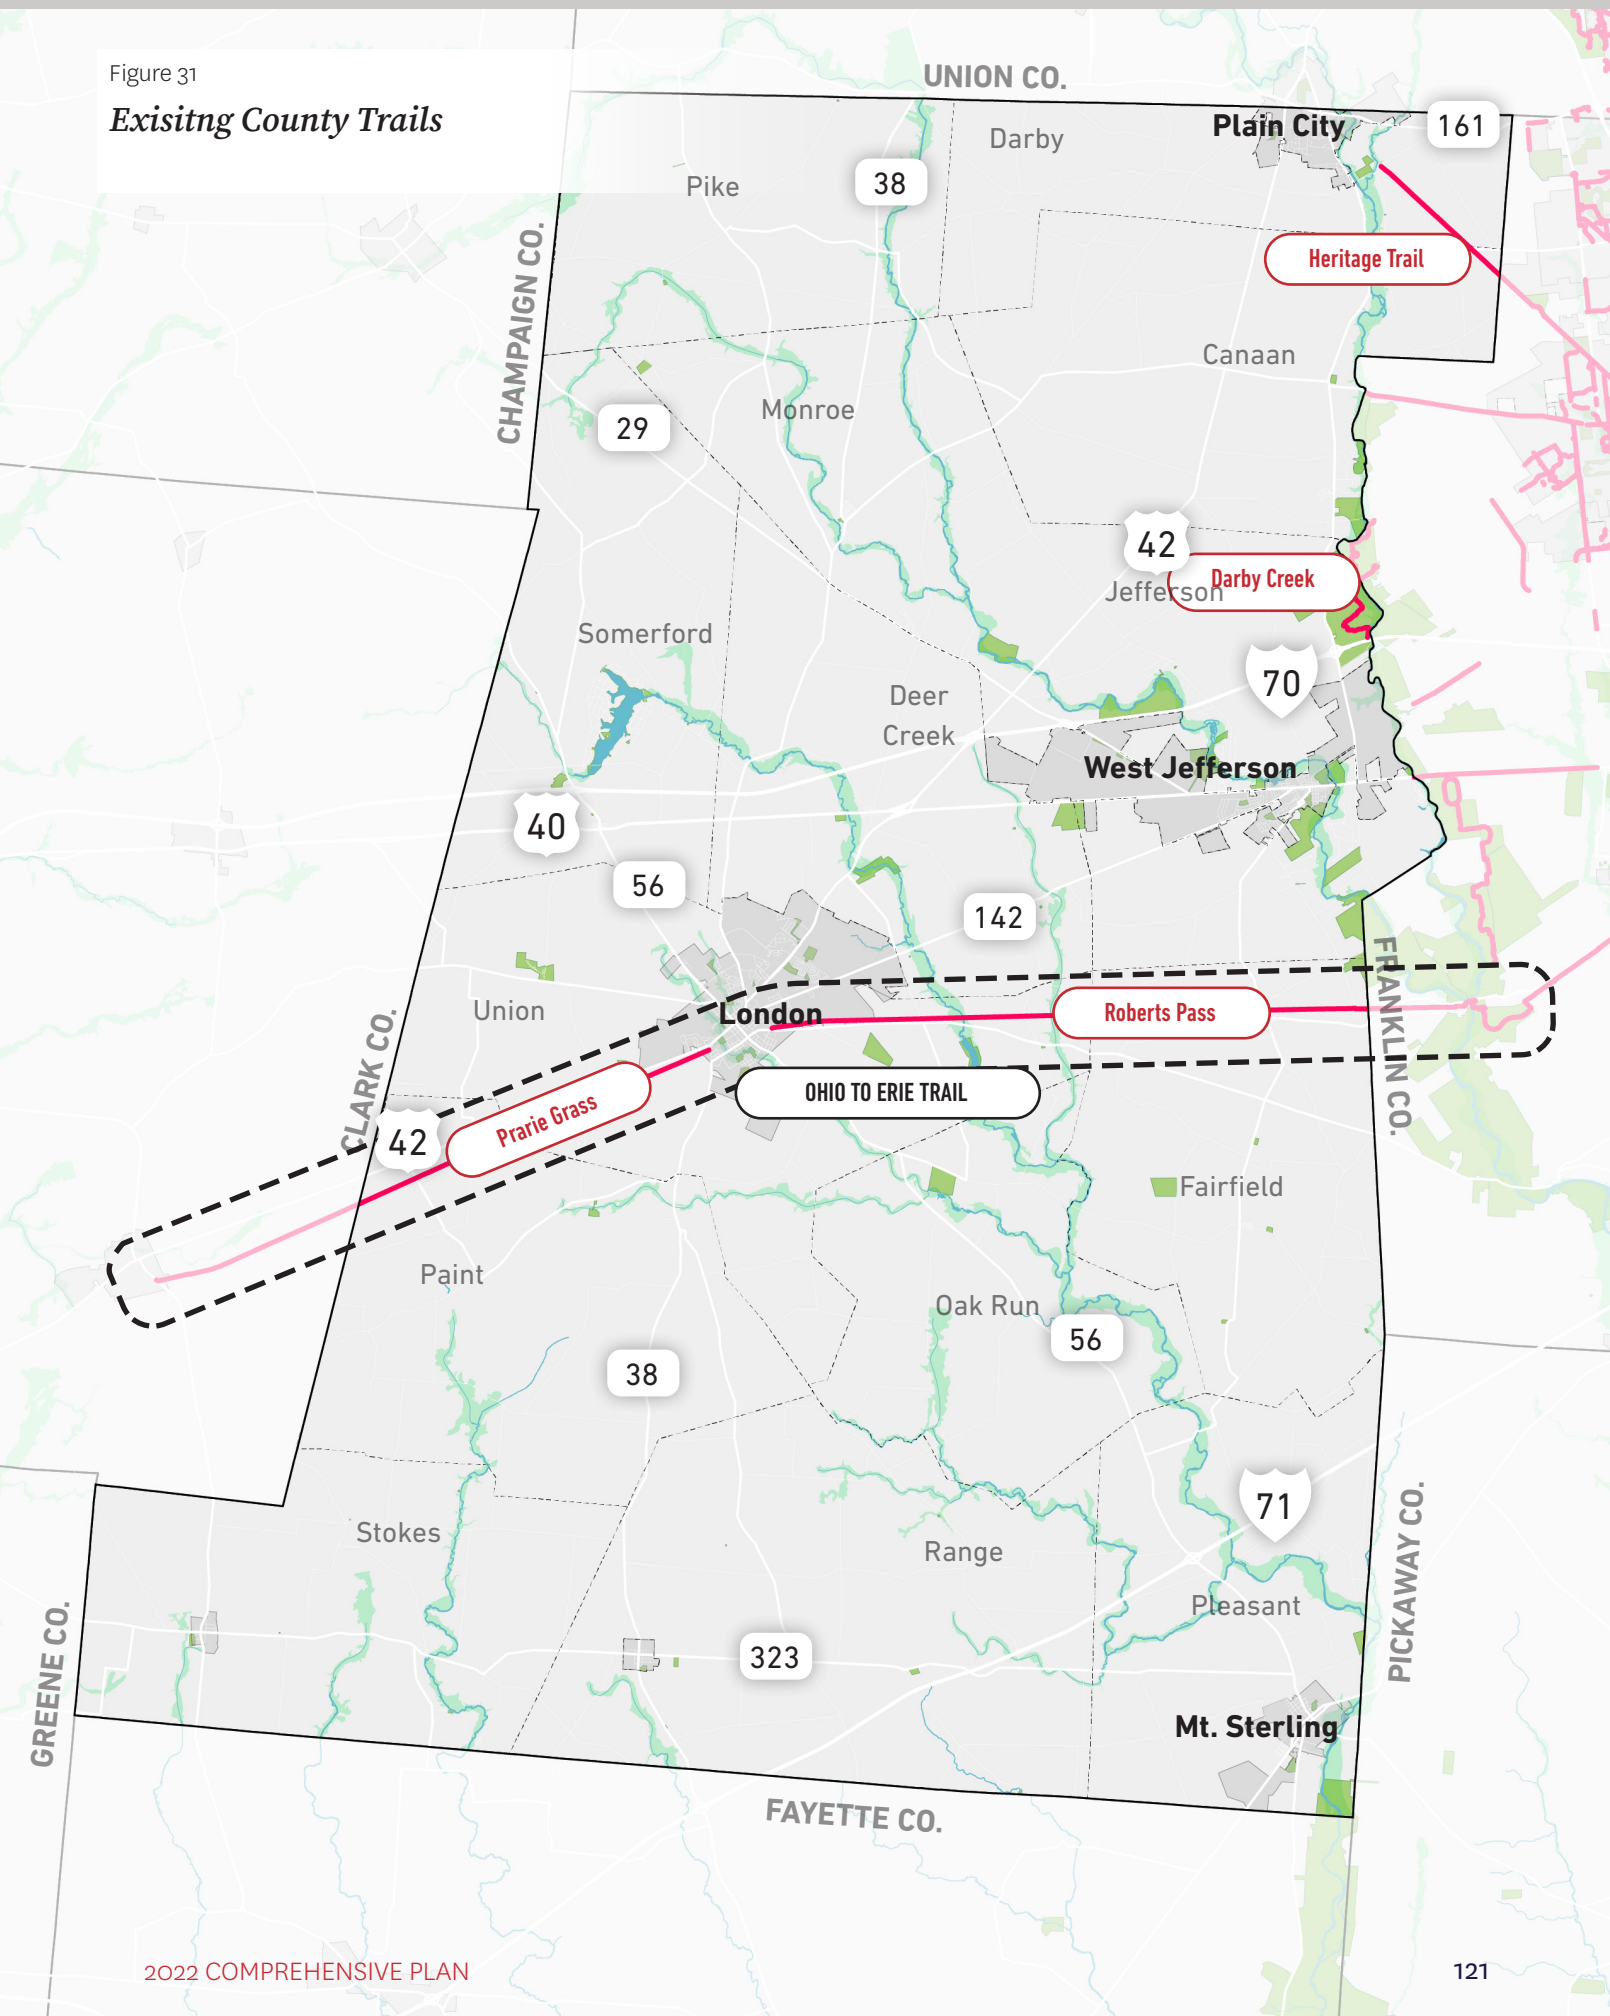 Figure 31
Exisitng County Trails
UNION CO.
Plain City
161
Darby
38
Pike
Heritage Trail
CHAMPAIGN CO.
Canaan
Monroe
29
42
Darby Creek
Jefferson
Somerford
70
Deer
Creek
West Jefferson
40
56
142
FRANKLIN CO.
Union
London
Roberts Pass
CLARK CO.
OHIO TO ERIE TRAIL
Prarie Grass
42
Fairfield
Paint
Oak Run
56
38
71
Stokes
Range
PICKAWAY CO.
Pleasant
GREENE CO.
323
Mt. Sterling
FAYETTE CO.
2022 COMPREHENSIVE PLAN
121